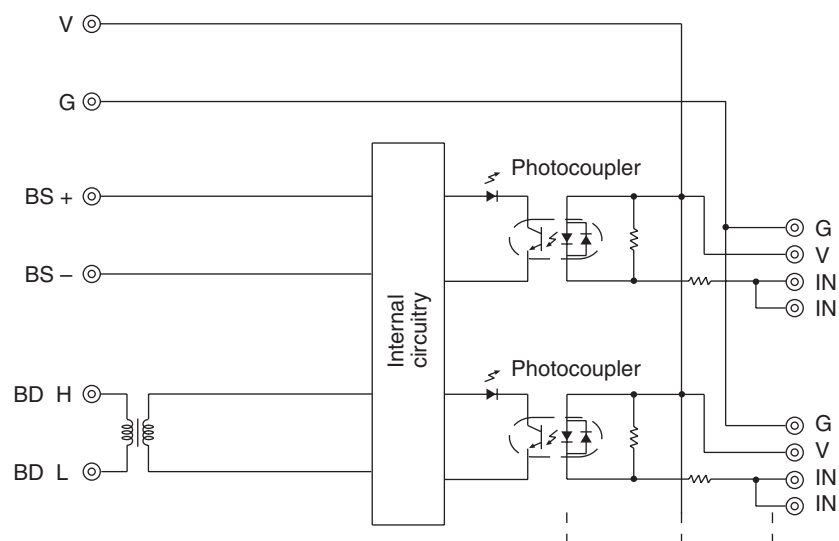 V
G
BS +
BS –
BD H
BD L
Internal
circuitry
Photocoupler
G
V
IN
IN
Photocoupler
G
V
IN
IN